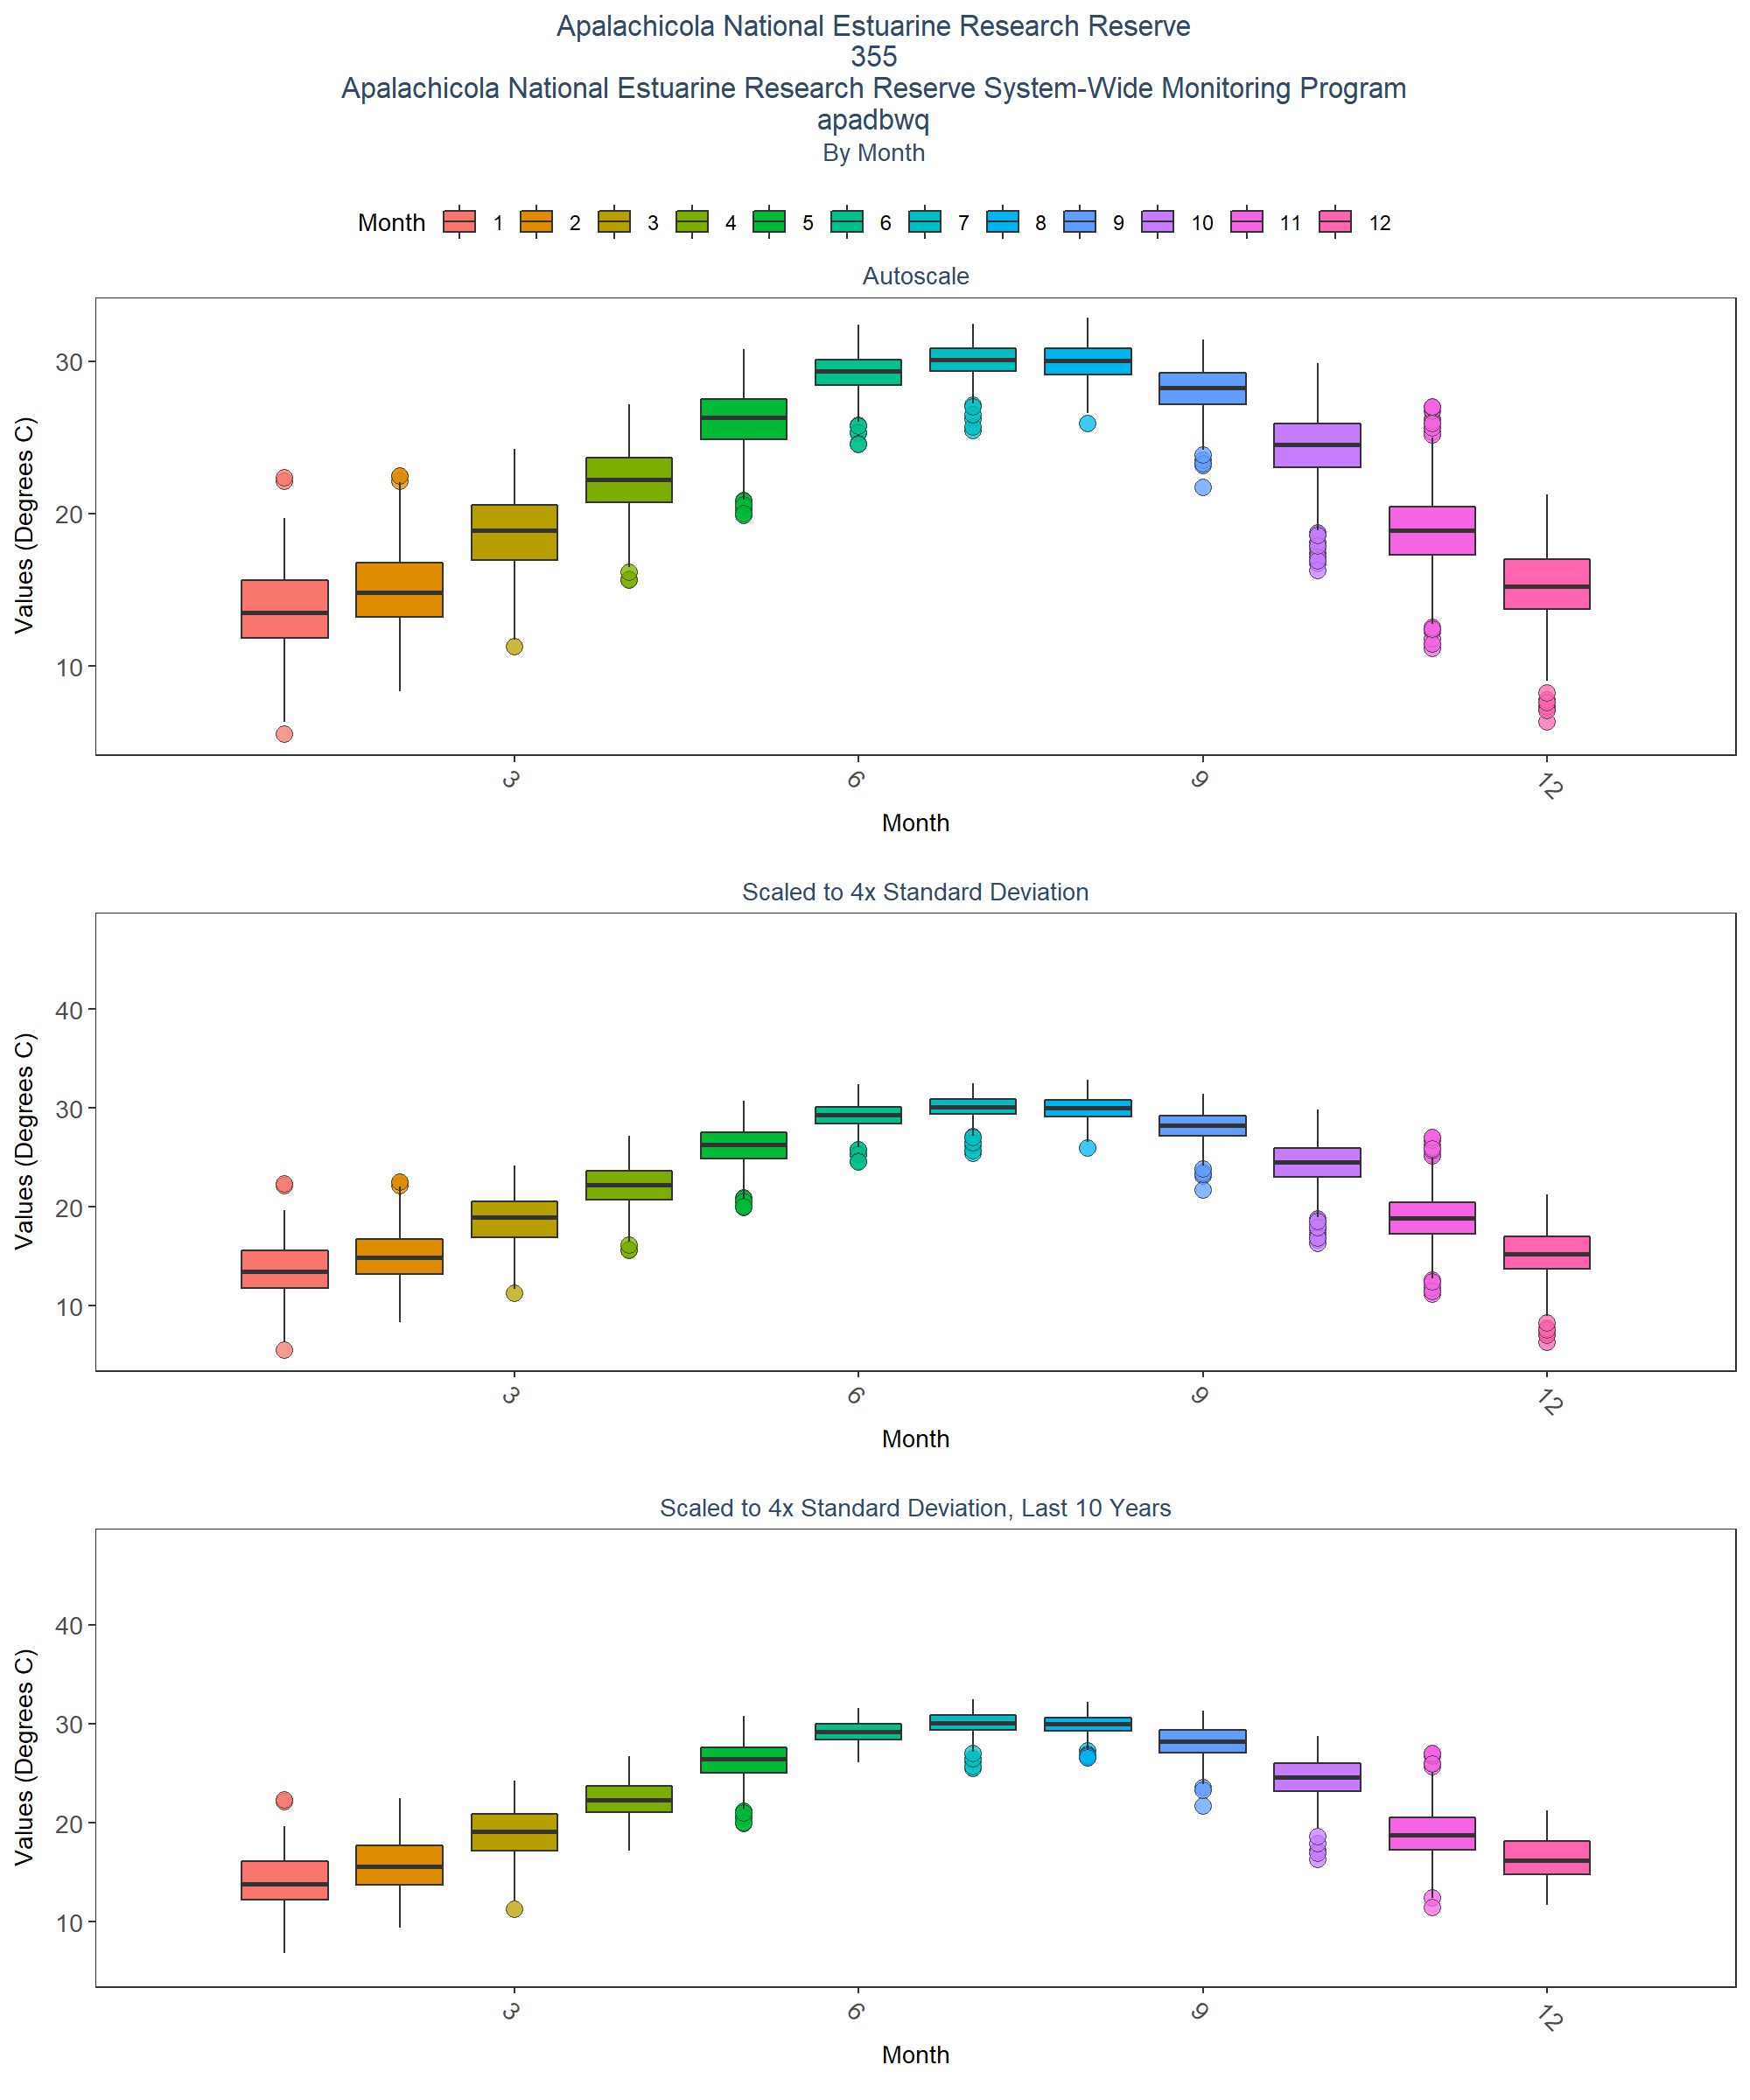 Apalachicola National Estuarine Research Reserve
355
Apalachicola National Estuarine Research Reserve System-Wide Monitoring Program
apadbwq
By Month
Month 1 2 3 4 5 6 7 8 9 10 11 12
Autoscale
Values (Degrees C)
30
20
10
3 6 9 12
Month
Scaled to 4x Standard Deviation
Values (Degrees C)
40
30
20
10
3 6 9 12
Month
Scaled to 4x Standard Deviation, Last 10 Years
Values (Degrees C)
40
30
20
10
3 6 9 12
Month